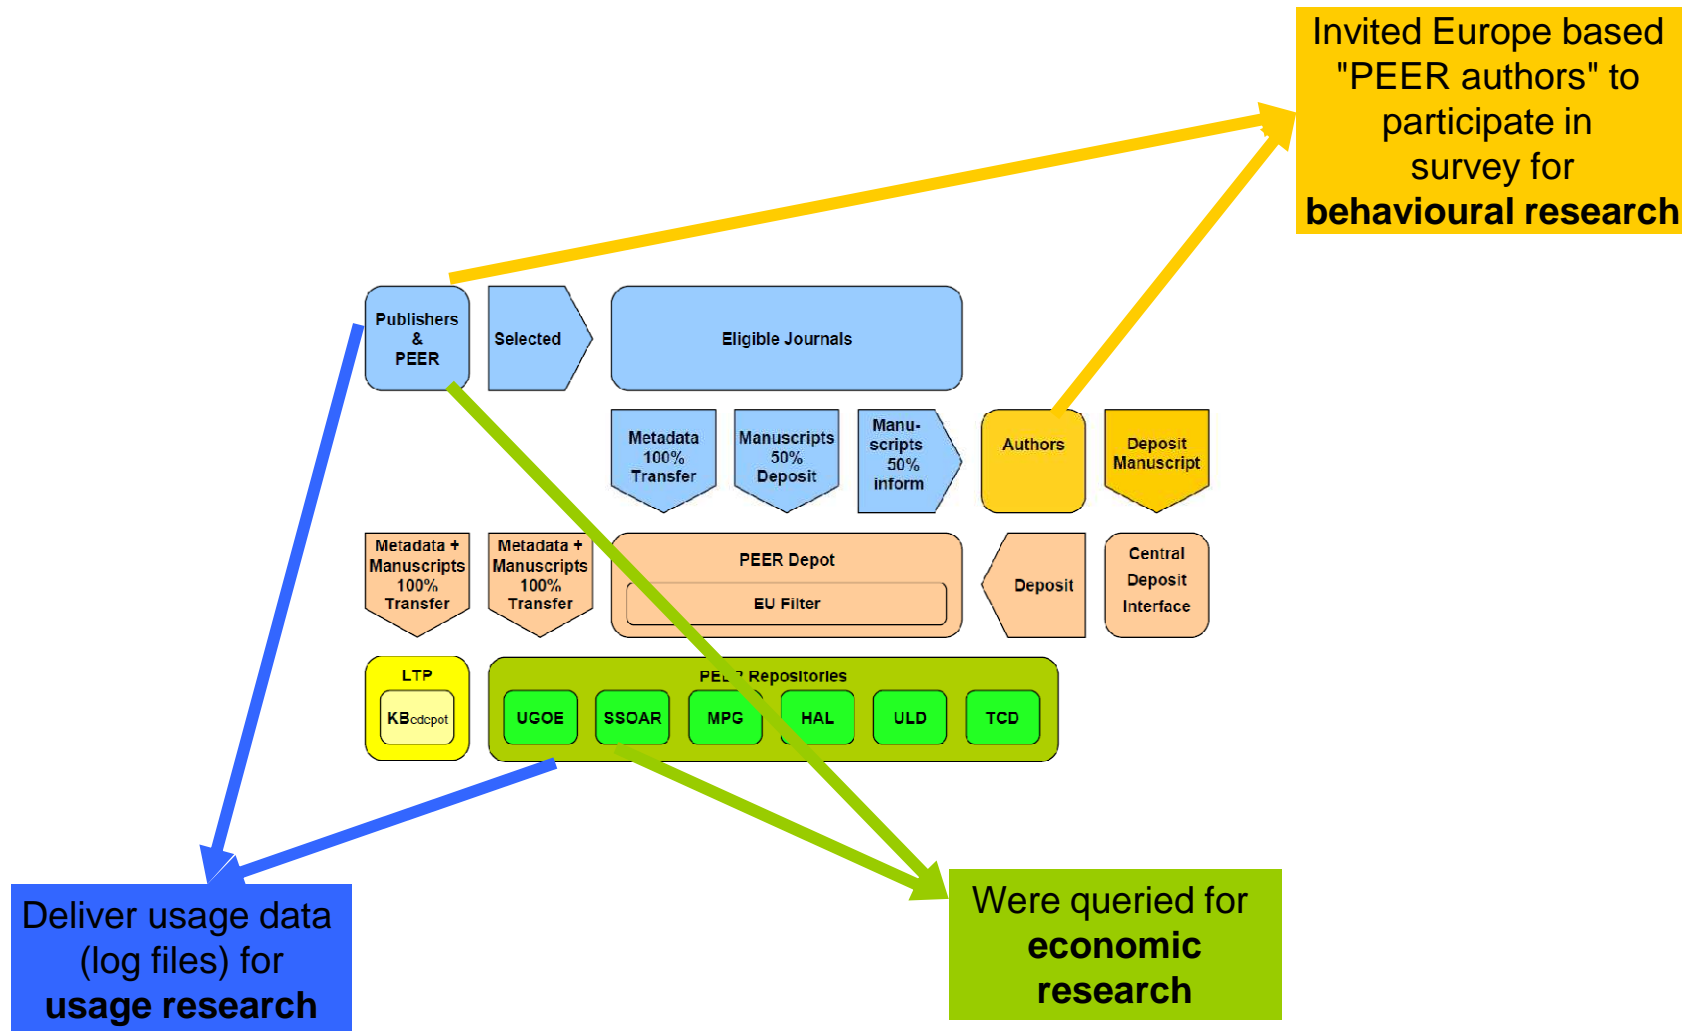 Invited Europe based
"PEER authors" to
participate in
survey for
behavioural research
Publishers
&
PEER
Selected
Eligible Journals
Metadata
100%
Transfer
Manuscripts
50%
Deposit
Manu-
scripts
50%
inform
Authors
Deposit
Manuscript
Metadata +
Manuscripts
100%
Transfer
Metadata +
Manuscripts
100%
Transfer
PEER Depot
EU Filter
Deposit
Central
Deposit
Interface
LTP
KBedepot
PEER Repositories
UGOE
SSOAR
MPG
HAL
ULD
TCD
Deliver usage data
(log files) for
usage research
Were queried for
economic
research